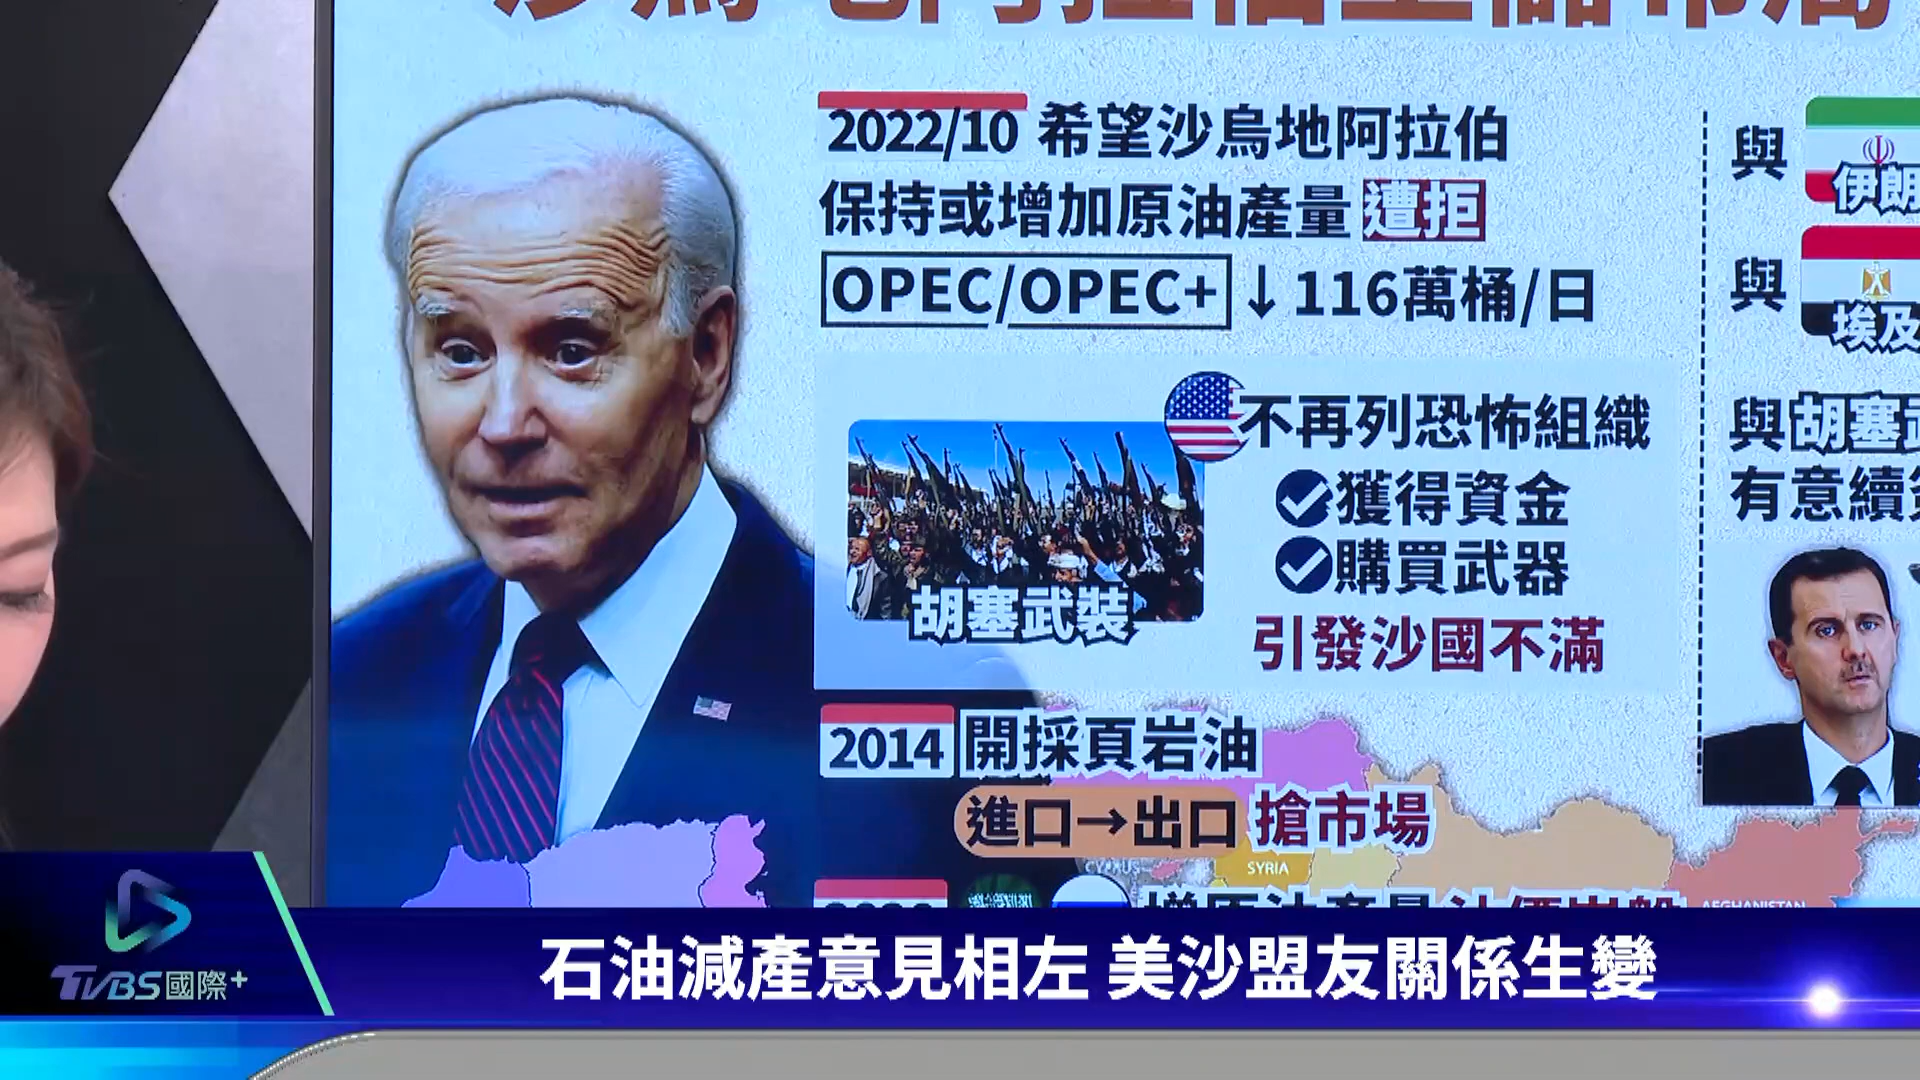 2022/10 希望沙烏地阿拉伯
保持或增加原油產量 遭拒
OPEC/OPEC+ ↓116萬桶/日
不再列恐怖組織
獲得資金
購買武器
引發沙國不滿
胡塞武裝
2014 開採頁岩油
進口→出口 搶市場
SYRIA
AFGHANISTAN
與
伊朗
與
埃及
與胡塞武
有意續
TVBS國際+
石油減產意見相左 美沙盟友關係生變